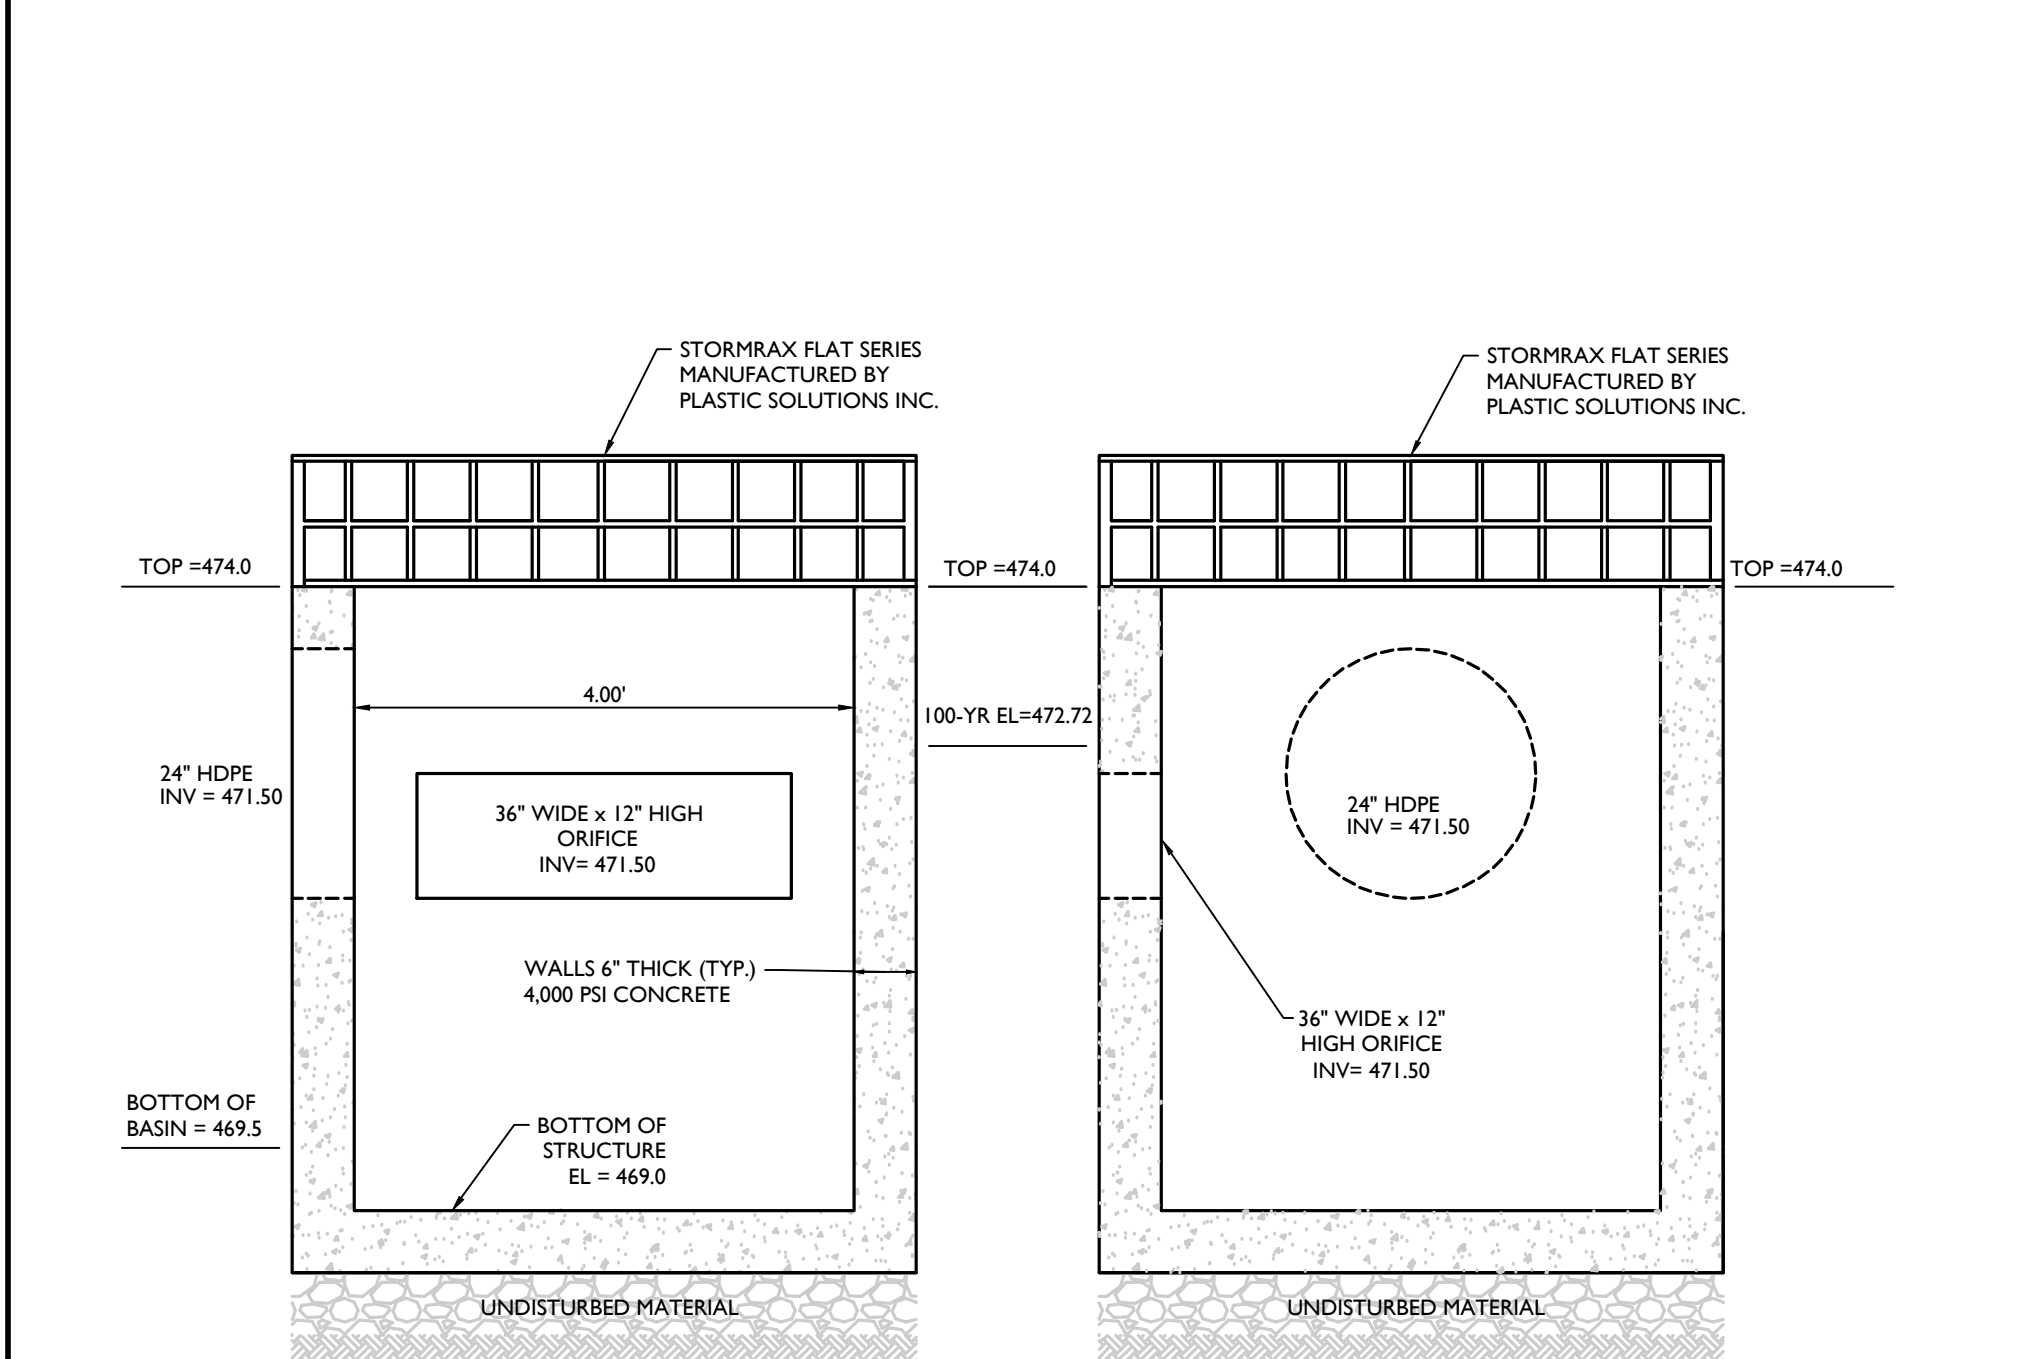 STORMRAX FLAT SERIES
MANUFACTURED BY
PLASTIC SOLUTIONS INC.
STORMRAX FLAT SERIES
MANUFACTURED BY
PLASTIC SOLUTIONS INC.
TOP =474.0
TOP =474.0
TOP =474.0
4.00'
100-YR EL=472.72
24" HDPE
INV = 471.50
36" WIDE x 12" HIGH
ORIFICE
INV= 471.50
24" HDPE
INV = 471.50
WALLS 6" THICK (TYP.)
4,000 PSI CONCRETE
36" WIDE x 12"
HIGH ORIFICE
INV= 471.50
BOTTOM OF
BASIN = 469.5
BOTTOM OF
STRUCTURE
EL = 469.0
UNDISTURBED MATERIAL
UNDISTURBED MATERIAL